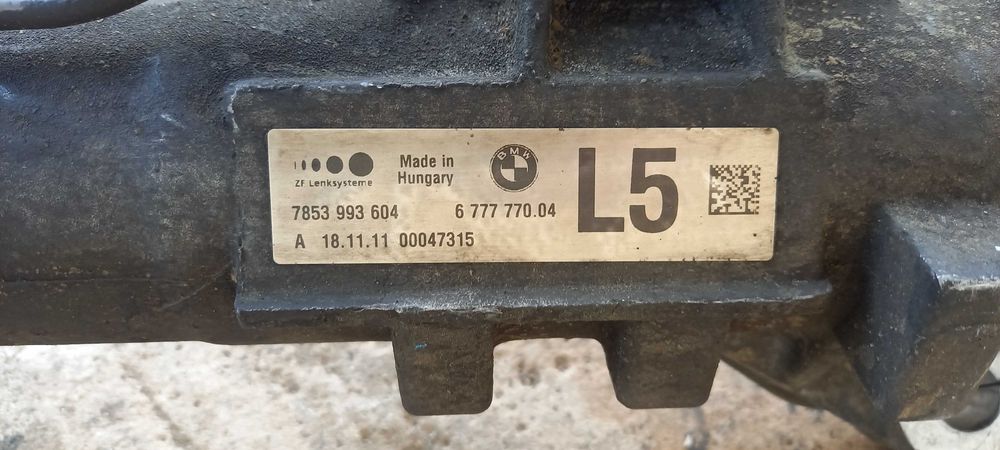 ZF Lenksysteme
Made in
Hungary
BMW
L5
7853 993 604
6 777 770.04
A 18.11.11 00047315